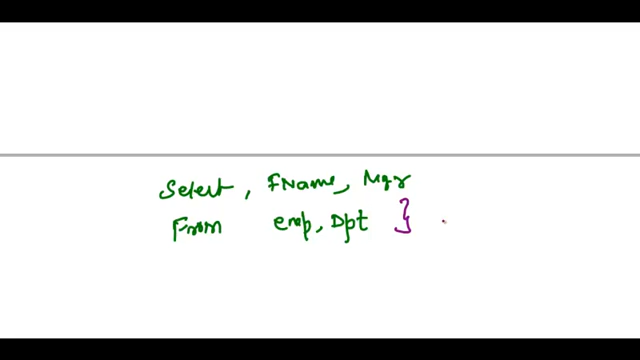 Select, FName, Mgr
From emp, Dpt }